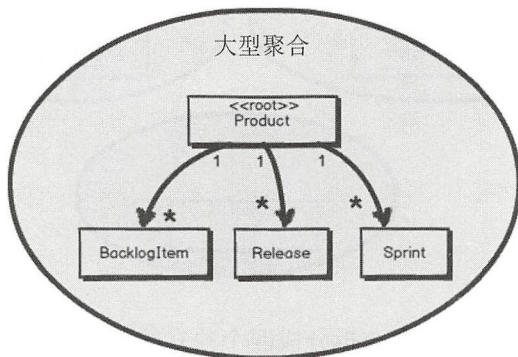 大型聚合
<<root>>
Product
1 1 1
* * *
BacklogItem Release Sprint